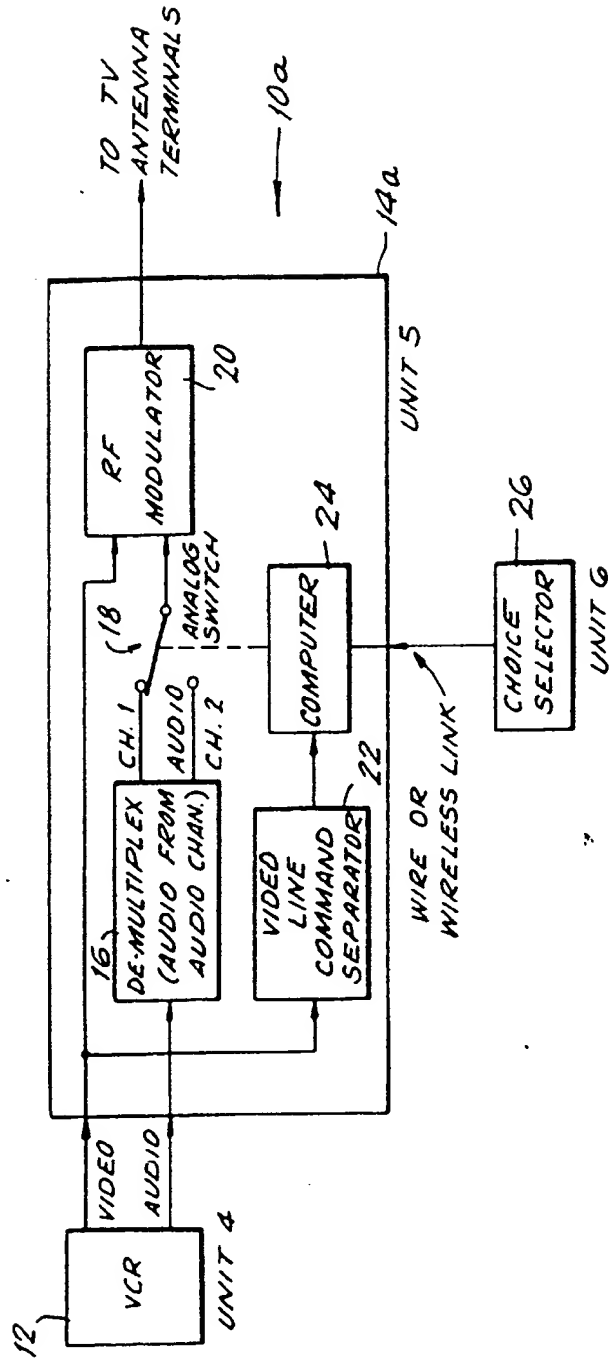 12
VCR
UNIT 4
VIDEO
AUDIO
16
DE-MULTIPLEX
(AUDIO FROM
AUDIO CHAN.)
CH. 1
AUDIO
CH. 2
18
ANALOG
SWITCH
RF
MODULATOR
20
TO TV
ANTENNA
TERMINALS
10a
14a
VIDEO
LINE
COMMAND
SEPARATOR
22
COMPUTER
24
UNIT 5
WIRE OR
WIRELESS LINK
CHOICE
SELECTOR
26
UNIT 6